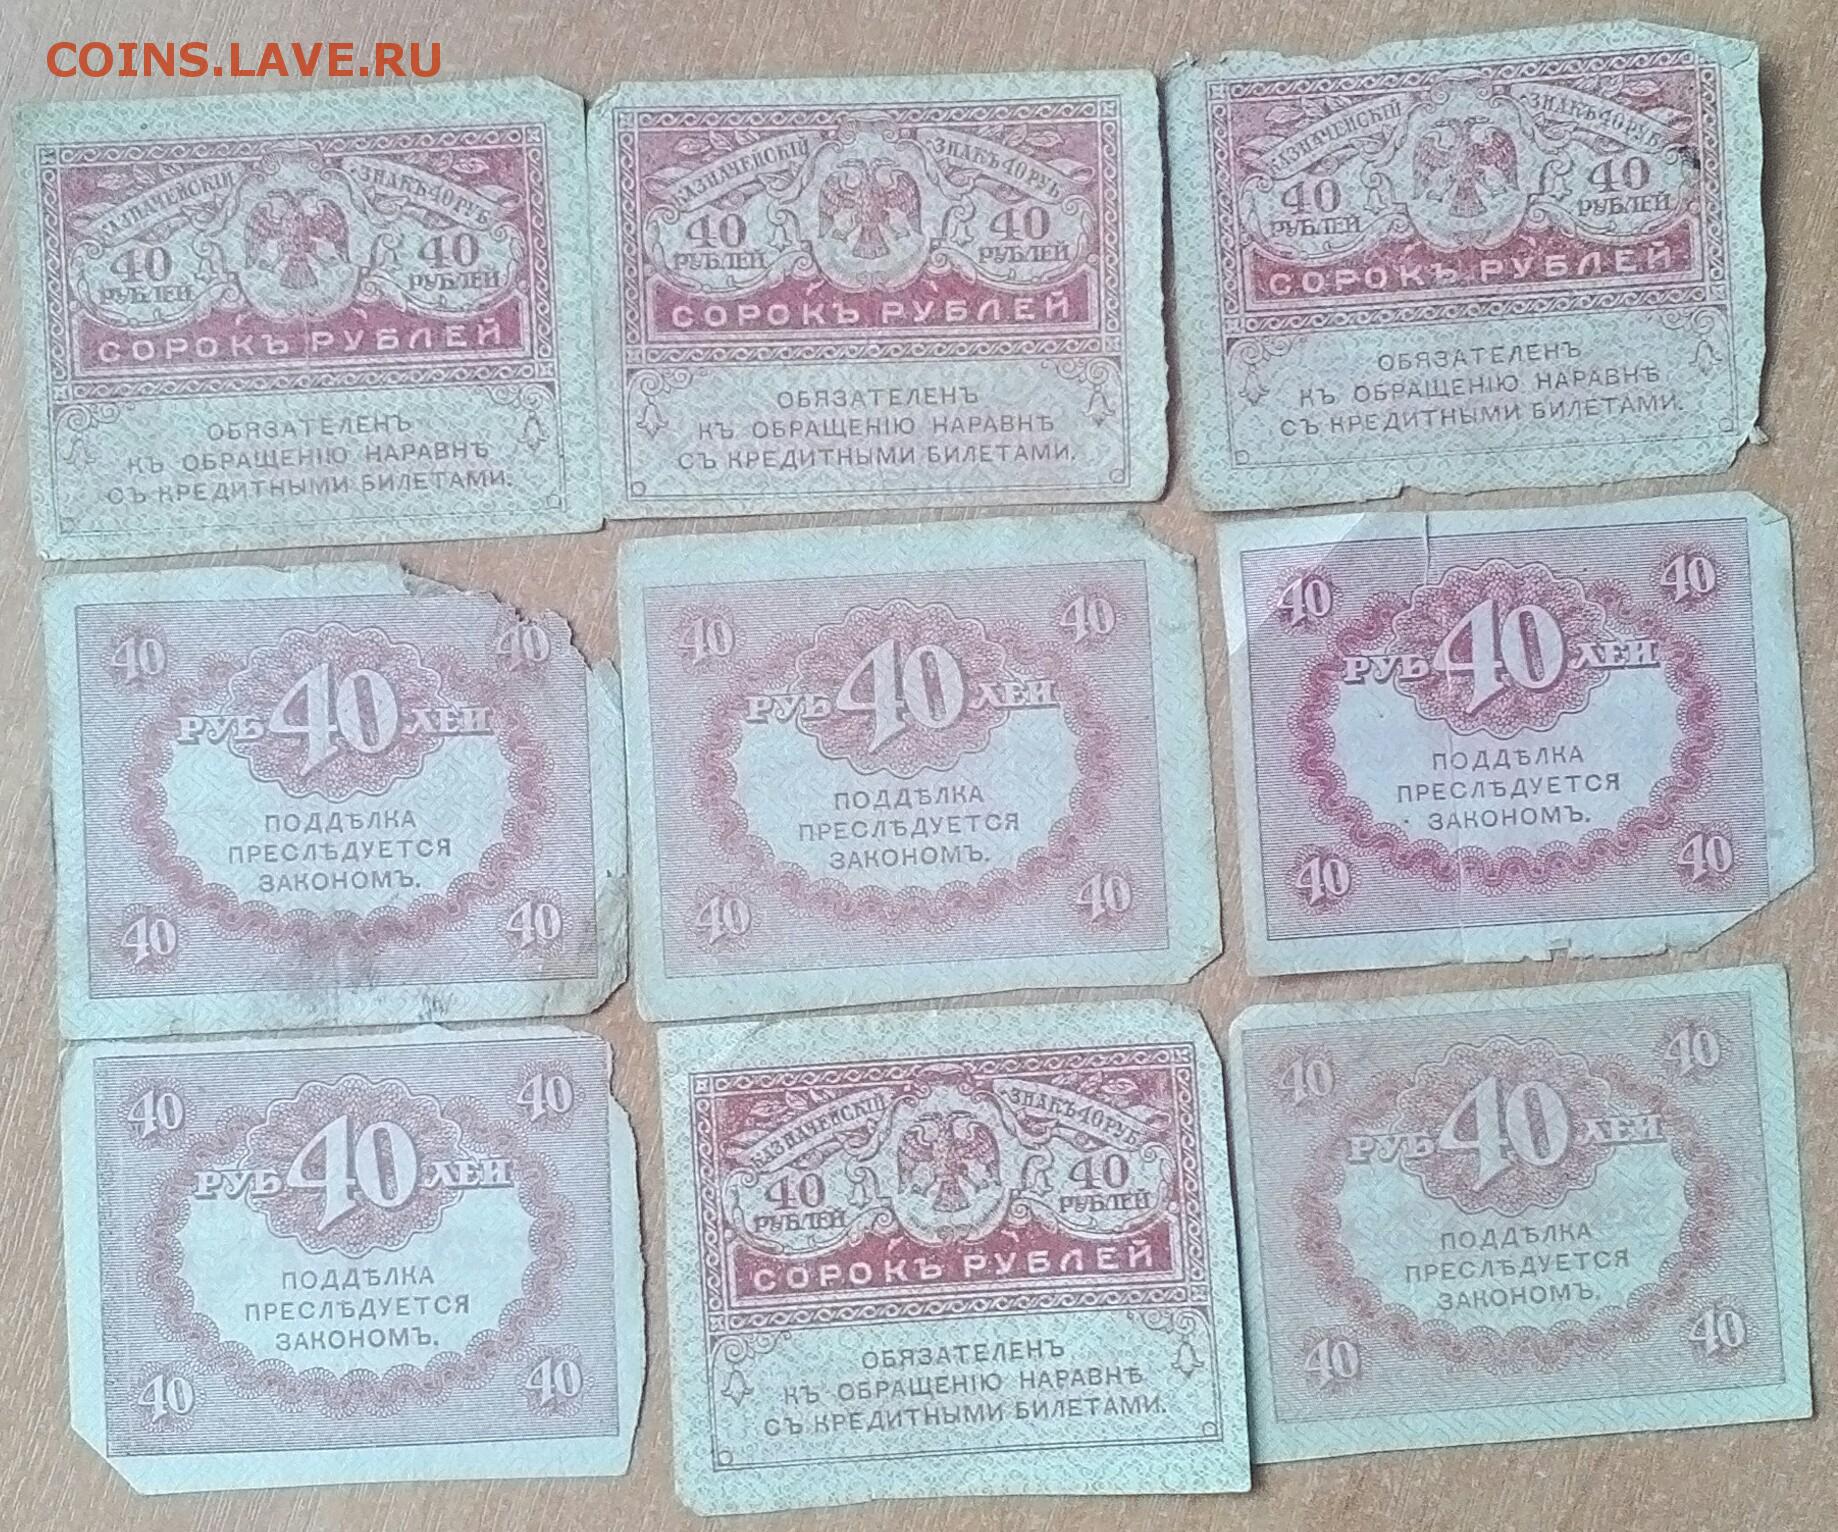 COINS.LAVE.RU
КАЗНАЧЕЙСКІЙ ЗНАКЪ 40 РУБ
40 40
РУБЛЕЙ РУБЛЕЙ
СОРОКЪ РУБЛЕЙ
ОБЯЗАТЕЛЕНЪ
КЪ ОБРАЩЕНІЮ НАРАВНѢ
СЪ КРЕДИТНЫМИ БИЛЕТАМИ.
КАЗНАЧЕЙСКІЙ ЗНАКЪ 40 РУБ
40 40
РУБЛЕЙ РУБЛЕЙ
СОРОКЪ РУБЛЕЙ
ОБЯЗАТЕЛЕНЪ
КЪ ОБРАЩЕНІЮ НАРАВНѢ
СЪ КРЕДИТНЫМИ БИЛЕТАМИ.
КАЗНАЧЕЙСКІЙ ЗНАКЪ 40 РУБ
40 40
РУБЛЕЙ РУБЛЕЙ
СОРОКЪ РУБЛЕЙ
ОБЯЗАТЕЛЕНЪ
КЪ ОБРАЩЕНІЮ НАРАВНѢ
СЪ КРЕДИТНЫМИ БИЛЕТАМИ.
40 40
РУБ 40 ЛЕЙ
ПОДДѢЛКА
ПРЕСЛѢДУЕТСЯ
ЗАКОНОМЪ.
40 40
40 40
РУБ 40 ЛЕЙ
ПОДДѢЛКА
ПРЕСЛѢДУЕТСЯ
ЗАКОНОМЪ.
40 40
40 40
РУБ 40 ЛЕЙ
ПОДДѢЛКА
ПРЕСЛѢДУЕТСЯ
ЗАКОНОМЪ.
40 40
40 40
РУБ 40 ЛЕЙ
ПОДДѢЛКА
ПРЕСЛѢДУЕТСЯ
ЗАКОНОМЪ.
40 40
КАЗНАЧЕЙСКІЙ ЗНАКЪ 40 РУБ
40 40
РУБЛЕЙ РУБЛЕЙ
СОРОКЪ РУБЛЕЙ
ОБЯЗАТЕЛЕНЪ
КЪ ОБРАЩЕНІЮ НАРАВНѢ
СЪ КРЕДИТНЫМИ БИЛЕТАМИ.
40 40
РУБ 40 ЛЕЙ
ПОДДѢЛКА
ПРЕСЛѢДУЕТСЯ
ЗАКОНОМЪ.
40 40